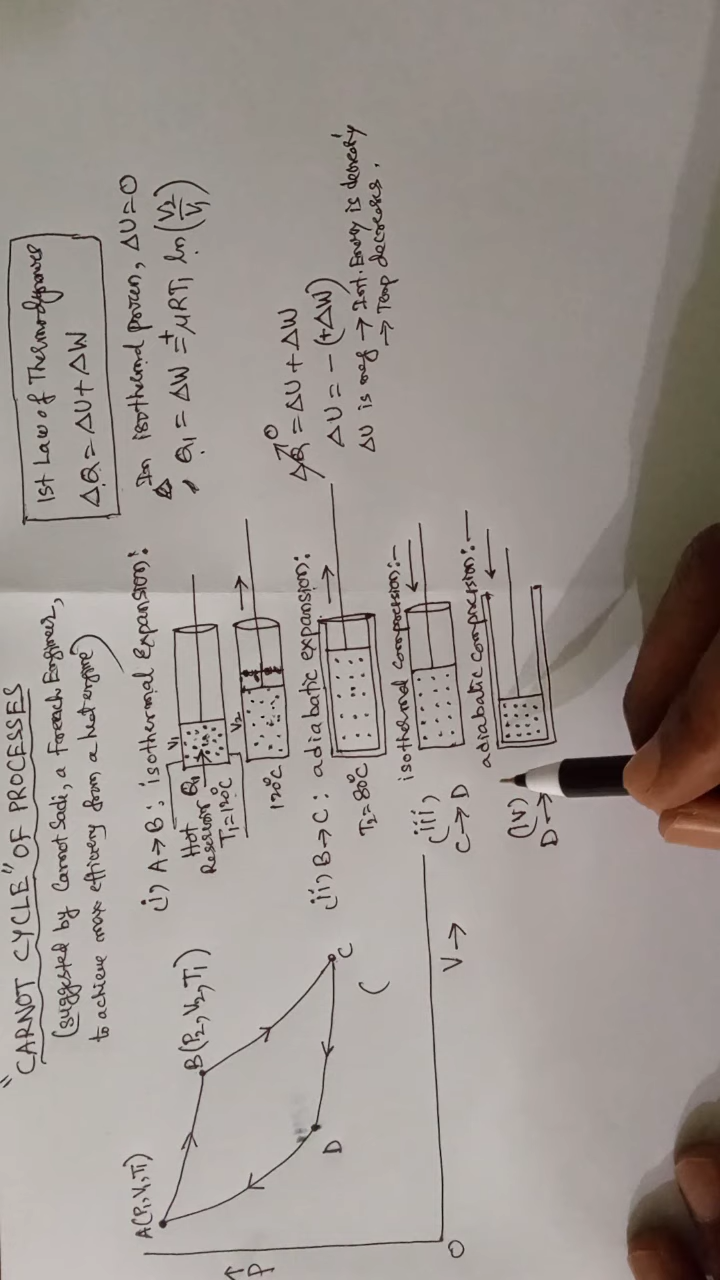 "CARNOT CYCLE" OF PROCESSES
(suggested by Carnot Sadi, a French Engineer,
to achieve max efficiency from a heat engine)
1st Law of Thermodynamics
ΔQ = ΔU + ΔW
A(P₁,V₁,T₁)
B(P₂,V₂,T₁)
C
(
D
P
↑
O
V→
(i) A→B: isothermal Expansion:
Hot
Reservoir
Q₁
T₁=120°C
V₁
V₂
120°C
In isothermal process, ΔU=0
Q₁ = ΔW = +μRT₁ ln(V₂/V₁)
(ii) B→C: adiabatic expansion:
T₂=80°C
ΔQ = ΔU + ΔW
0
ΔU = -(+ΔW)
ΔU is neg → Int. Energy is
→ Temp decreases.
(iii)
isothermal compression:-
C→D
(iv)
adiabatic compression:-
D→